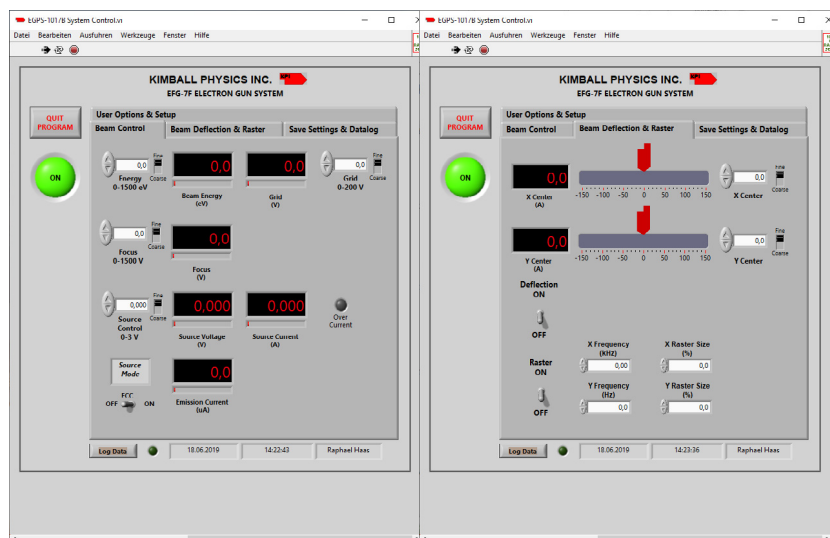 EGPS-101/B System Control.vi
Datei Bearbeiten Ausfuhren Werkzeuge Fenster Hilfe
KIMBALL PHYSICS INC.
EFG-7F ELECTRON GUN SYSTEM
QUIT
PROGRAM
User Options & Setup
Beam Control Beam Deflection & Raster Save Settings & Datalog
ON
0,0 Fine
Coarse
Energy
0-1500 eV
0,0
Beam Energy
(eV)
0,0
Grid
(V)
0,0 Fine
Coarse
Grid
0-200 V
0,0 Fine
Coarse
Focus
0-1500 V
0,0
Focus
(V)
0,000 Fine
Coarse
Source
Control
0-3 V
0,000
Source Voltage
(V)
0,000
Source Current
(A)
Over
Current
Source
Mode
ECC
OFF ON
0,0
Emission Current
(uA)
Log Data 18.06.2019 14:22:43 Raphael Haas
EGPS-101/B System Control.vi
Datei Bearbeiten Ausfuhren Werkzeuge Fenster Hilfe
KIMBALL PHYSICS INC.
EFG-7F ELECTRON GUN SYSTEM
QUIT
PROGRAM
User Options & Setup
Beam Control Beam Deflection & Raster Save Settings & Datalog
ON
0,0
X Center
(A)
-150 -100 -50 0 50 100 150
0,0 Fine
Coarse
X Center
0,0
Y Center
(A)
-150 -100 -50 0 50 100 150
0,0 Fine
Coarse
Y Center
Deflection
ON
OFF
Raster
ON
OFF
X Frequency
(KHz)
0,00
X Raster Size
(%)
0,0
Y Frequency
(Hz)
0,0
Y Raster Size
(%)
0,0
Log Data 18.06.2019 14:23:36 Raphael Haas